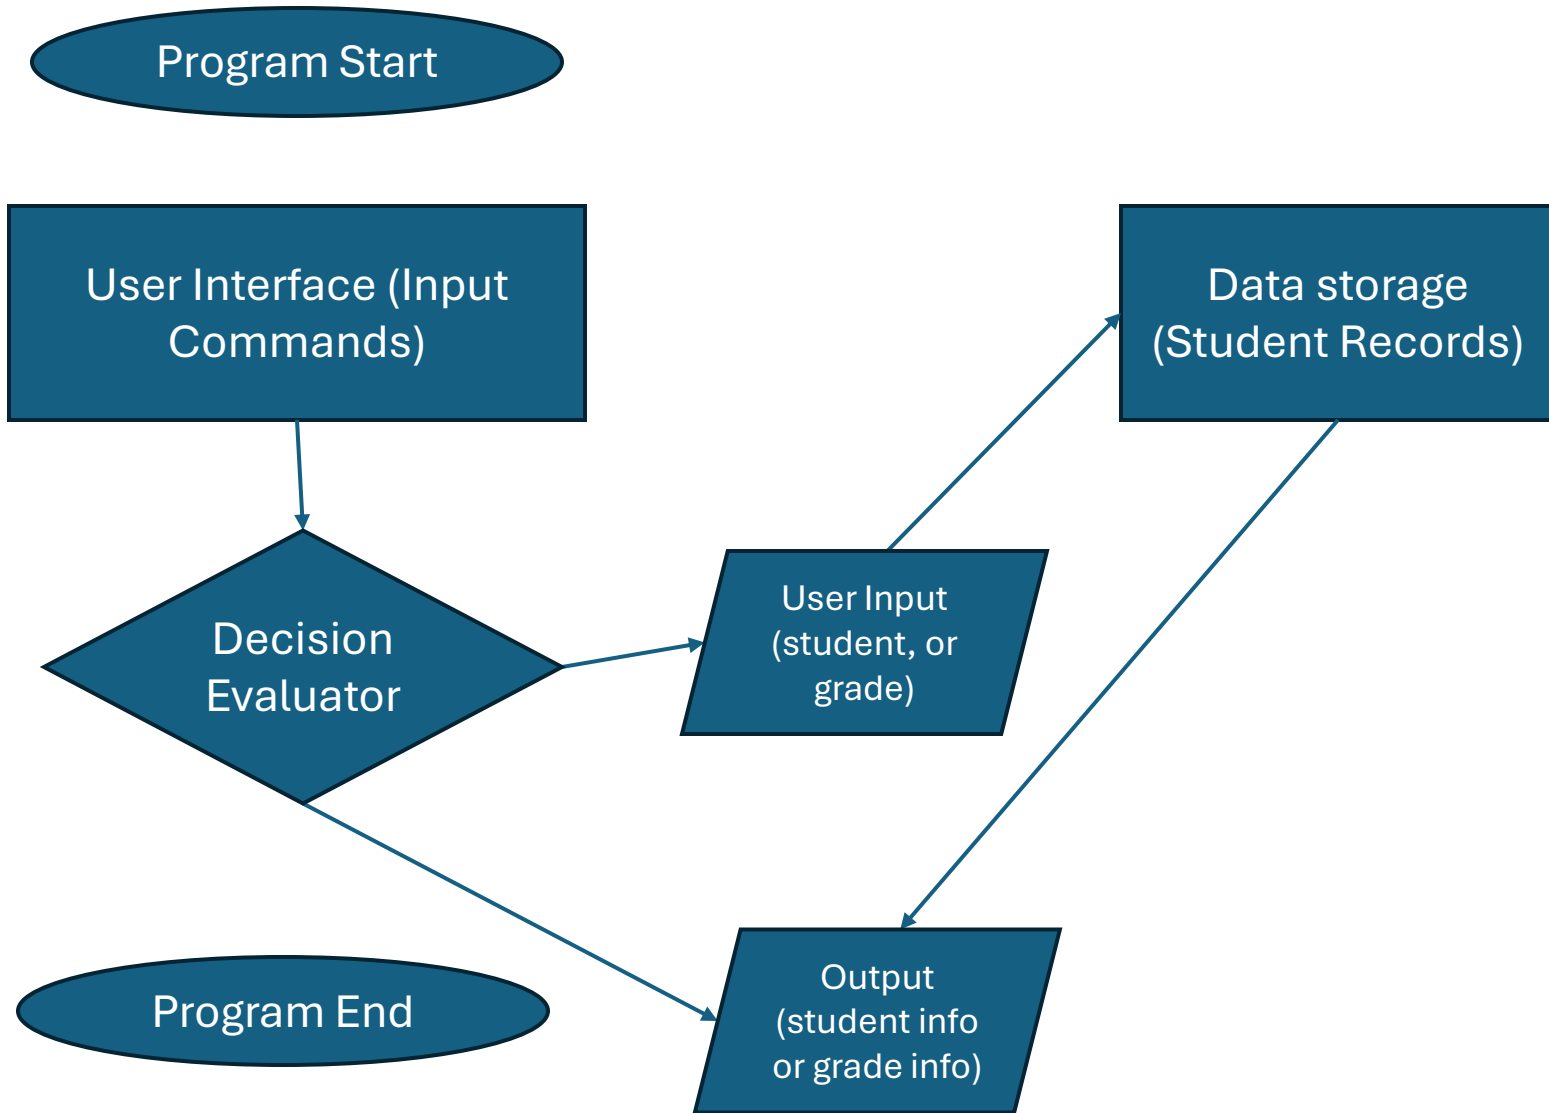 Program Start
User Interface (Input
Commands)
Data storage
(Student Records)
Decision
Evaluator
User Input
(student, or
grade)
Program End
Output
(student info
or grade info)